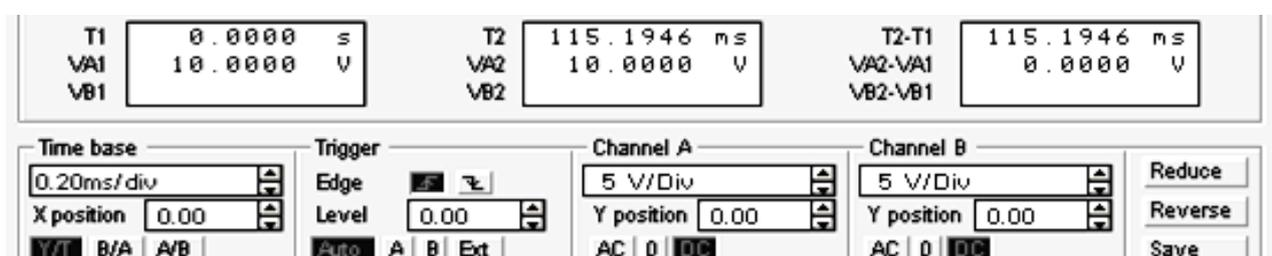 T1 0.0000 s T2 115.1946 ms T2-T1 115.1946 ms
VA1 10.0000 V VA2 10.0000 V VA2-VA1 0.0000 V
VB1 VB2 VB2-VB1
Time base Trigger Channel A Channel B
0.20ms/div Edge 5 V/Div 5 V/Div Reduce
X position 0.00 Level 0.00 Y position 0.00 Y position 0.00 Reverse
Y/T B/A A/B Auto A B Ext AC 0 DC AC 0 DC Save